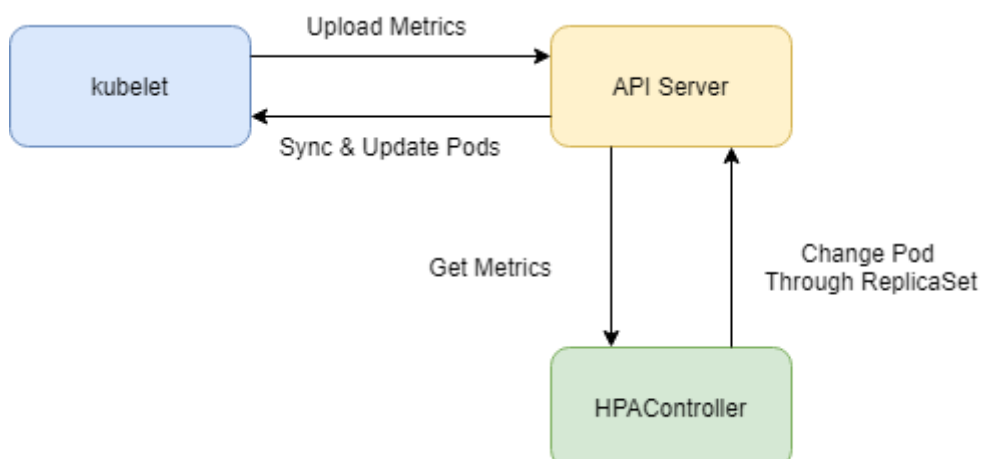 Upload Metrics
kubelet
API Server
Sync & Update Pods
Get Metrics
Change Pod
Through ReplicaSet
HPAController